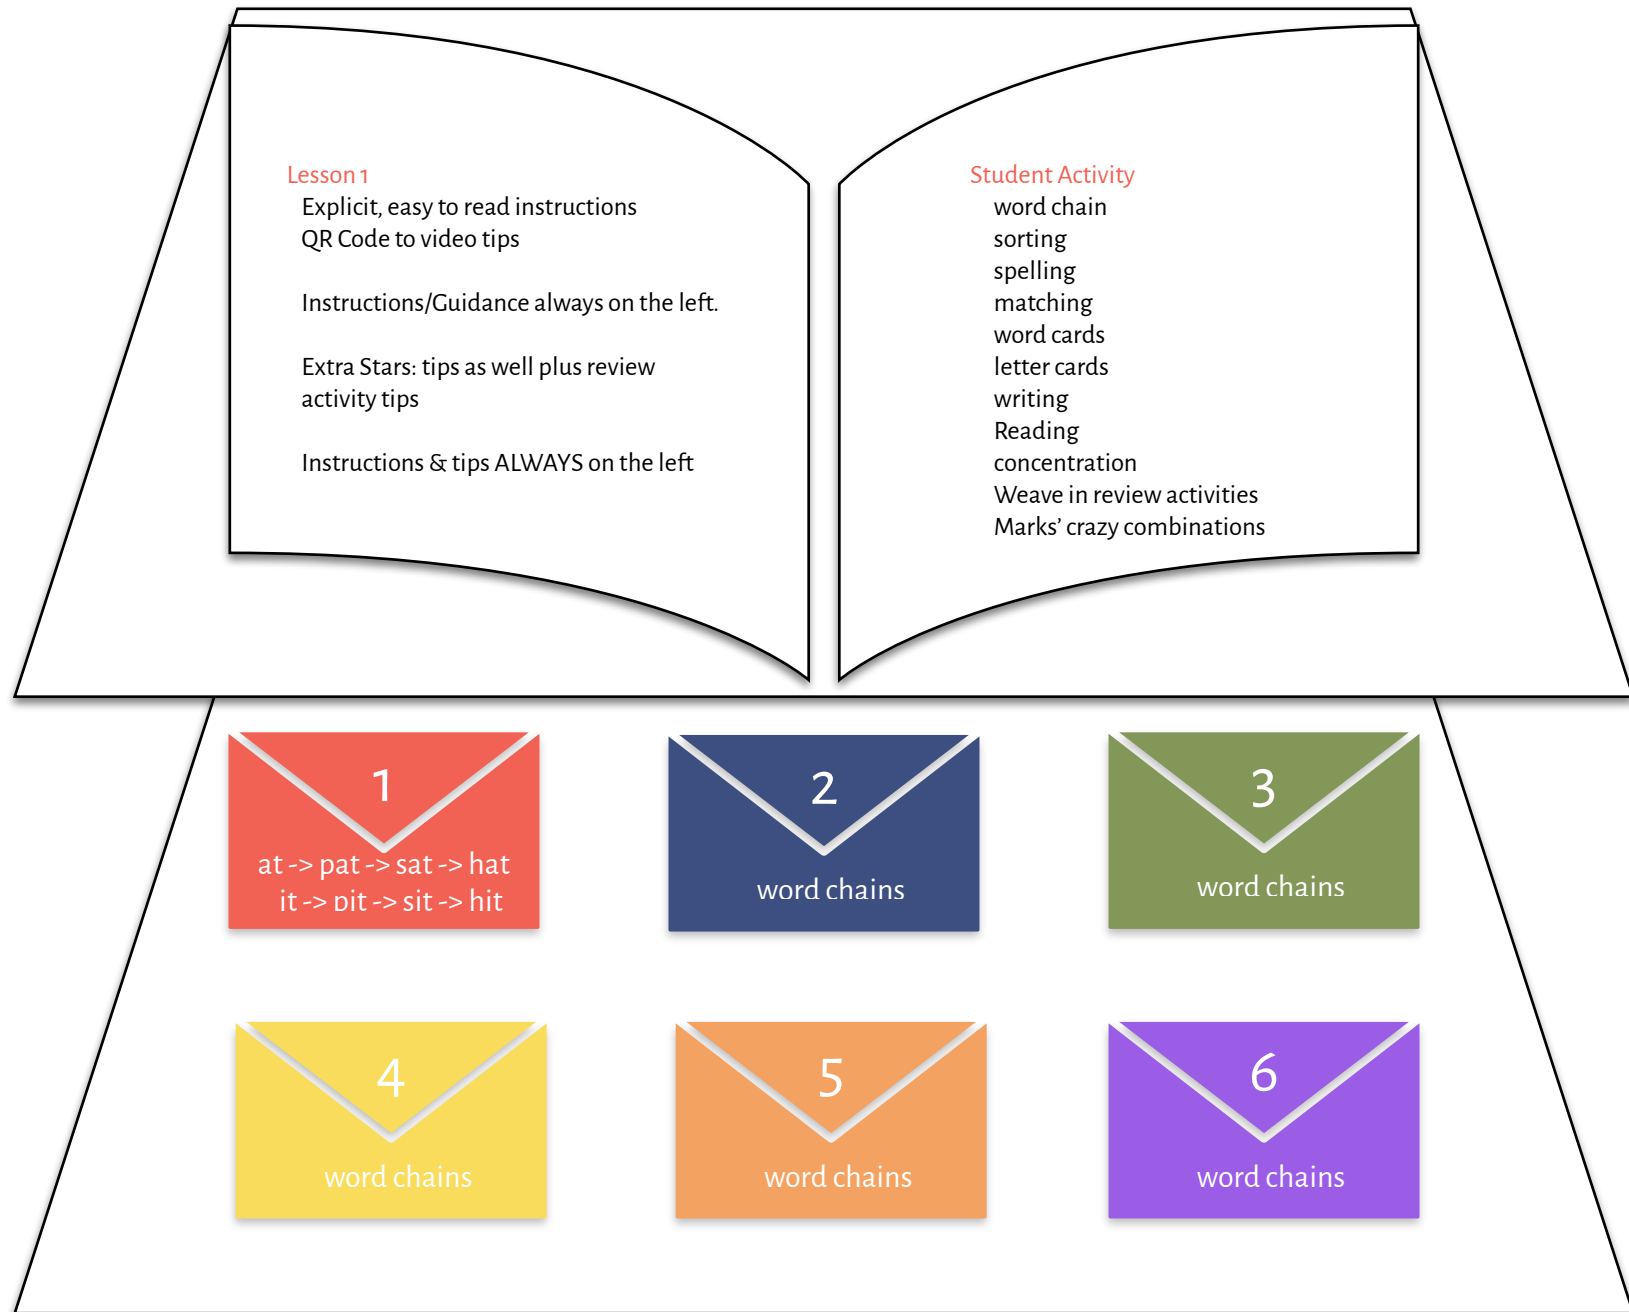 Lesson 1
Explicit, easy to read instructions
QR Code to video tips
Instructions/Guidance always on the left.
Extra Stars: tips as well plus review
activity tips
Instructions & tips ALWAYS on the left
Student Activity
word chain
sorting
spelling
matching
word cards
letter cards
writing
Reading
concentration
Weave in review activities
Marks’ crazy combinations
1
at -> pat -> sat -> hat
it -> pit -> sit -> hit
2
word chains
3
word chains
4
word chains
5
word chains
6
word chains